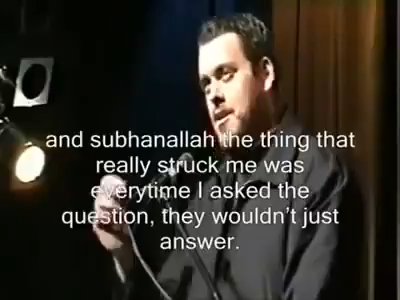 and subhanallah the thing that
really struck me was
everytime I asked the
question, they wouldn't just
answer.